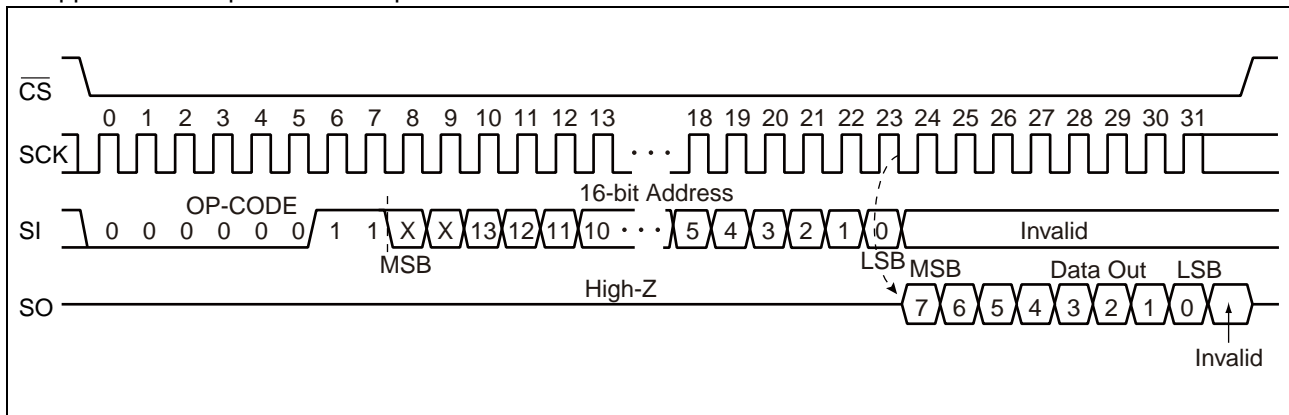 CS
0 1 2 3 4 5 6 7 8 9 10 11 12 13 18 19 20 21 22 23 24 25 26 27 28 29 30 31
SCK
16-bit Address
OP-CODE
SI 0 0 0 0 0 0 1 1 X X 13 12 11 10 · · · 5 4 3 2 1 0 Invalid
MSB LSB MSB Data Out LSB
High-Z
SO 7 6 5 4 3 2 1 0
Invalid